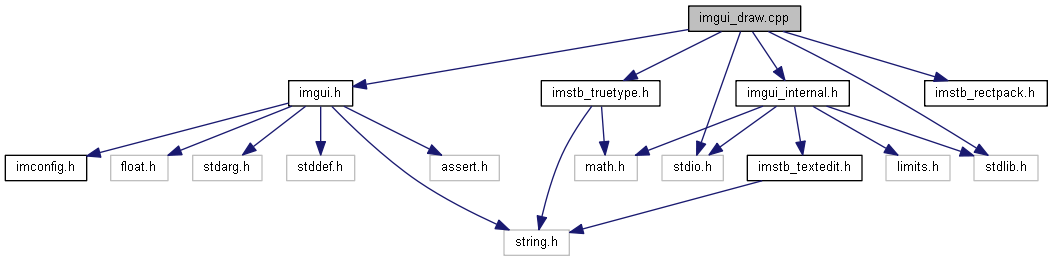 imgui_draw.cpp
imgui.h
imstb_truetype.h
imgui_internal.h
imstb_rectpack.h
imconfig.h
float.h
stdarg.h
stddef.h
assert.h
math.h
stdio.h
imstb_textedit.h
limits.h
stdlib.h
string.h